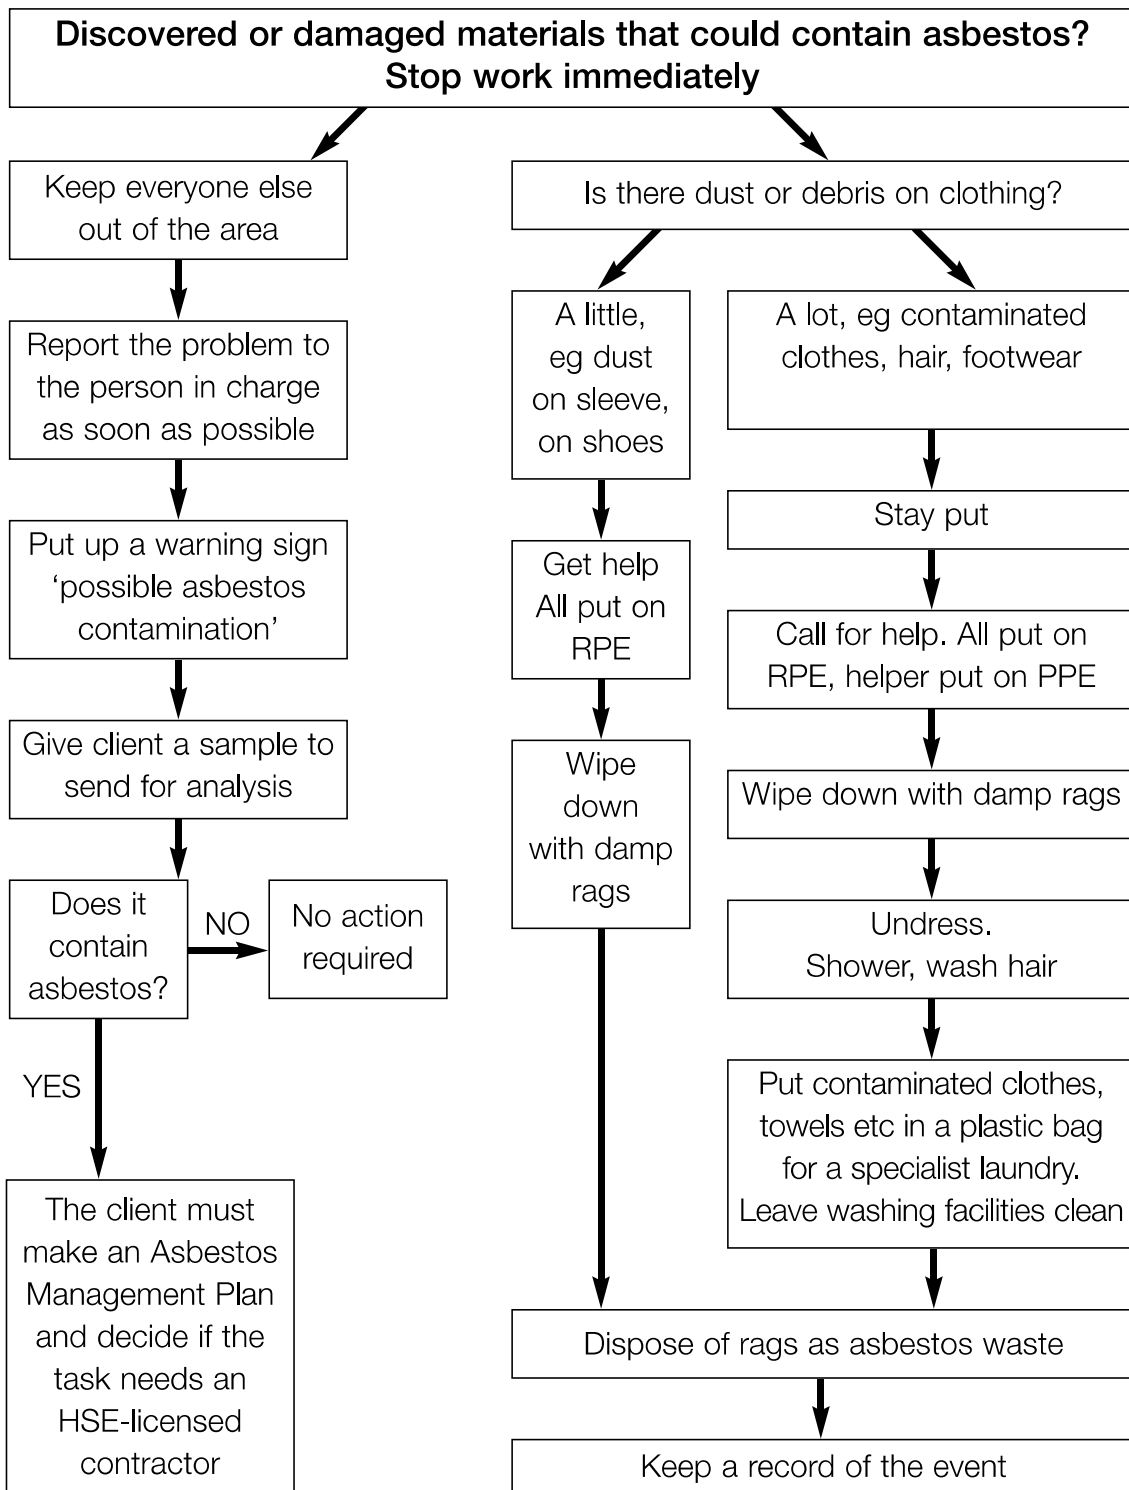 Discovered or damaged materials that could contain asbestos?
Stop work immediately
Keep everyone else
out of the area
Report the problem to
the person in charge
as soon as possible
Put up a warning sign
‘possible asbestos
contamination’
Give client a sample to
send for analysis
Does it
contain
asbestos?
NO
No action
required
YES
The client must
make an Asbestos
Management Plan
and decide if the
task needs an
HSE-licensed
contractor
Is there dust or debris on clothing?
A little,
eg dust
on sleeve,
on shoes
Get help
All put on
RPE
Wipe
down
with damp
rags
A lot, eg contaminated
clothes, hair, footwear
Stay put
Call for help. All put on
RPE, helper put on PPE
Wipe down with damp rags
Undress.
Shower, wash hair
Put contaminated clothes,
towels etc in a plastic bag
for a specialist laundry.
Leave washing facilities clean
Dispose of rags as asbestos waste
Keep a record of the event